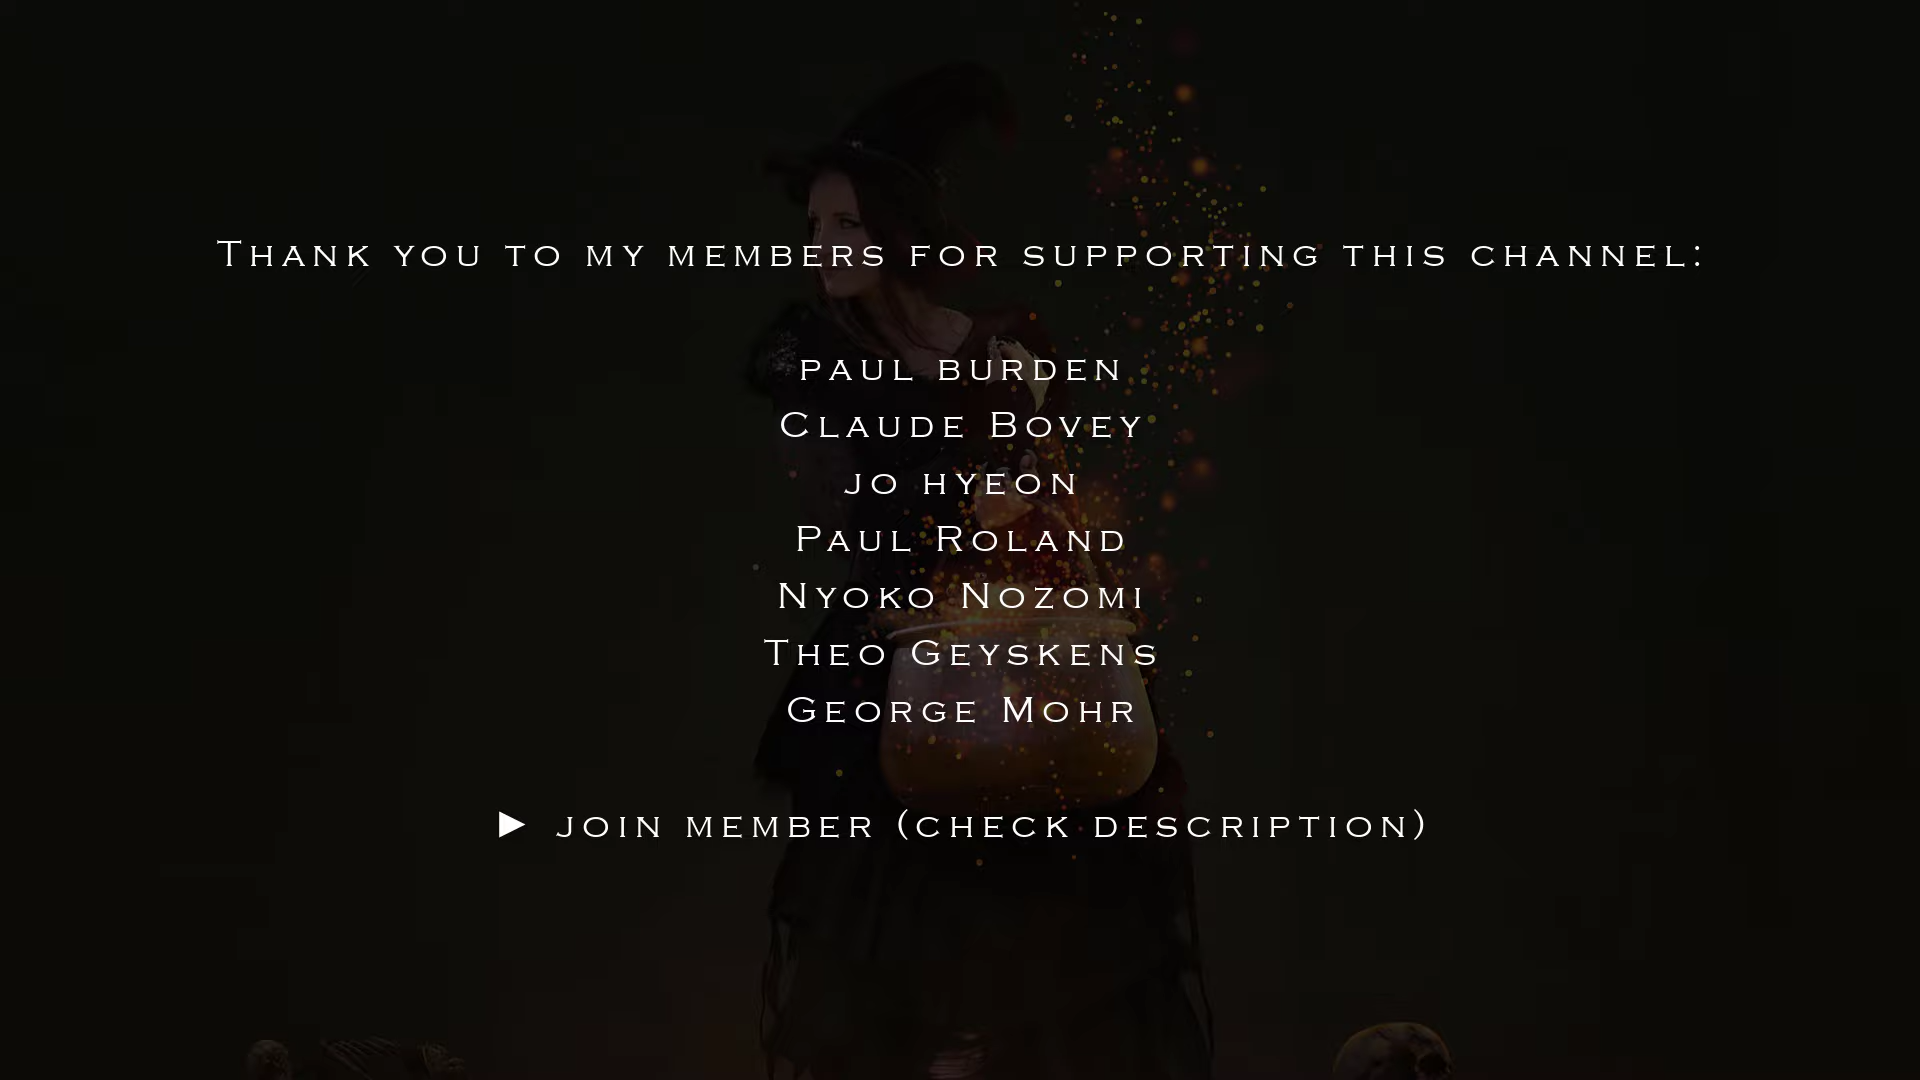 Thank you to my members for supporting this channel:
paul burden
Claude Bovey
jo hyeon
Paul Roland
Nyoko Nozomi
Theo Geyskens
George Mohr
► join member (check description)